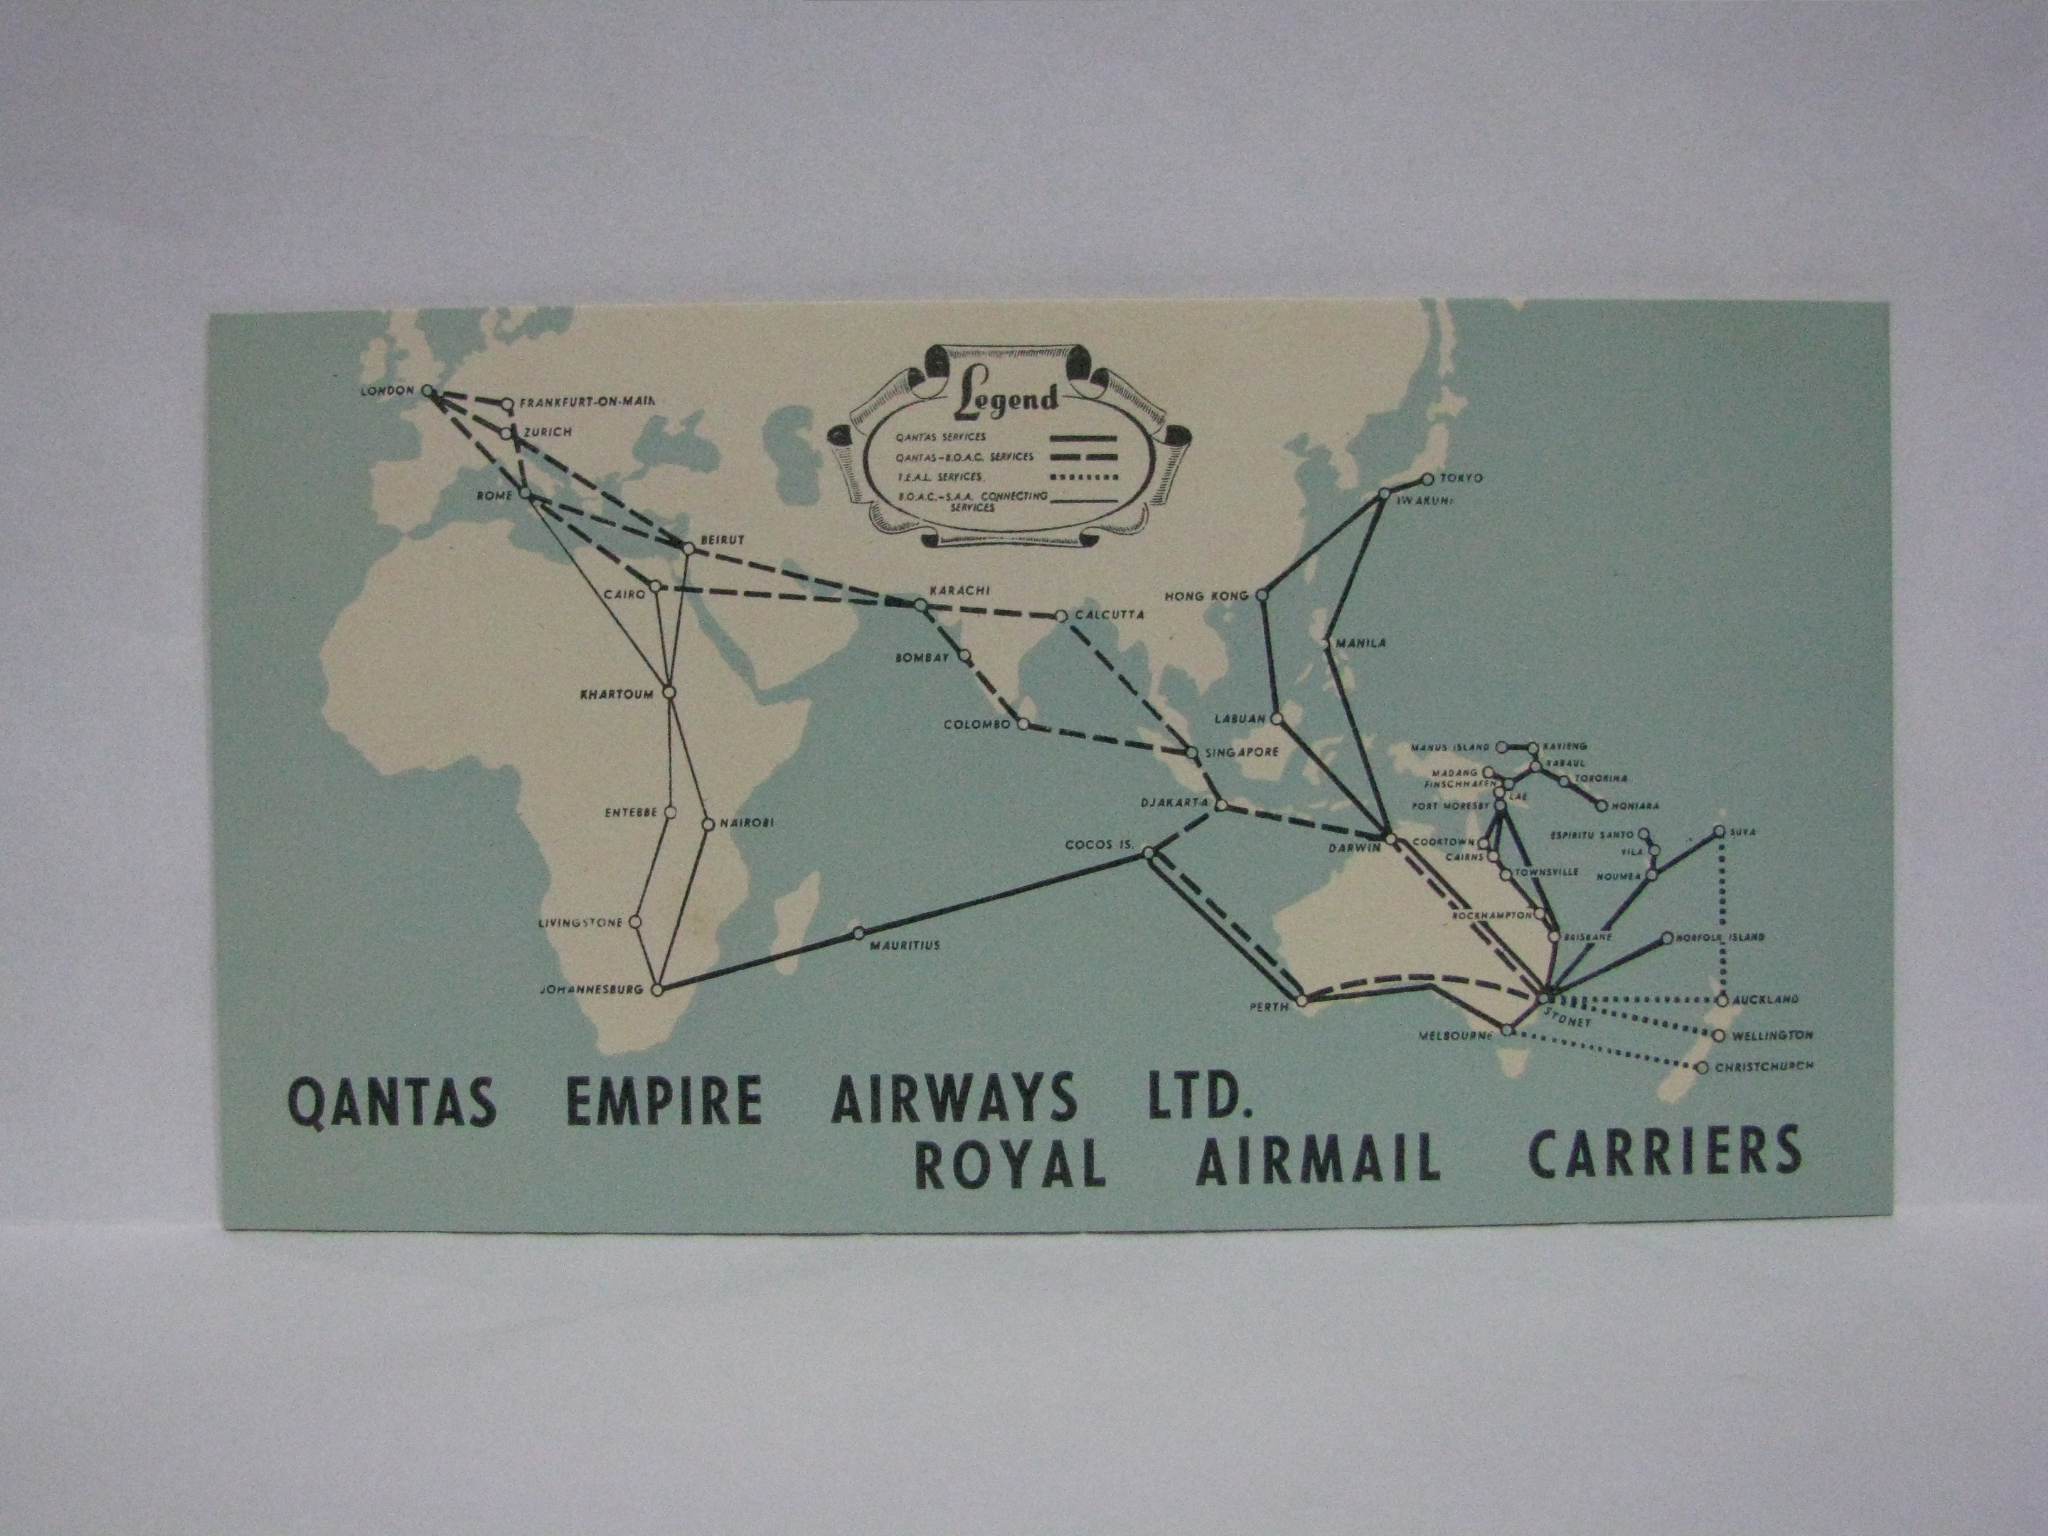 Legend
QANTAS SERVICES
QANTAS-B.O.A.C. SERVICES
T.E.A.L. SERVICES
B.O.A.C.-S.A.A. CONNECTING
SERVICES
LONDON
FRANKFURT-ON-MAIN
ZURICH
ROME
BEIRUT
CAIRO
KARACHI
CALCUTTA
BOMBAY
COLOMBO
KHARTOUM
ENTEBBE
NAIROBI
LIVINGSTONE
JOHANNESBURG
MAURITIUS
TOKYO
IWAKUNI
HONG KONG
MANILA
LABUAN
SINGAPORE
DJAKARTA
COCOS IS.
DARWIN
MANUS ISLAND
KAVIENG
RABAUL
MADANG
FINSCHHAFEN
TOROKINA
LAE
PORT MORESBY
HONIARA
COOKTOWN
CAIRNS
TOWNSVILLE
ESPIRITU SANTO
VILA
SUVA
NOUMEA
ROCKHAMPTON
BRISBANE
NORFOLK ISLAND
PERTH
SYDNEY
MELBOURNE
AUCKLAND
WELLINGTON
CHRISTCHURCH
QANTAS EMPIRE AIRWAYS LTD.
ROYAL AIRMAIL CARRIERS